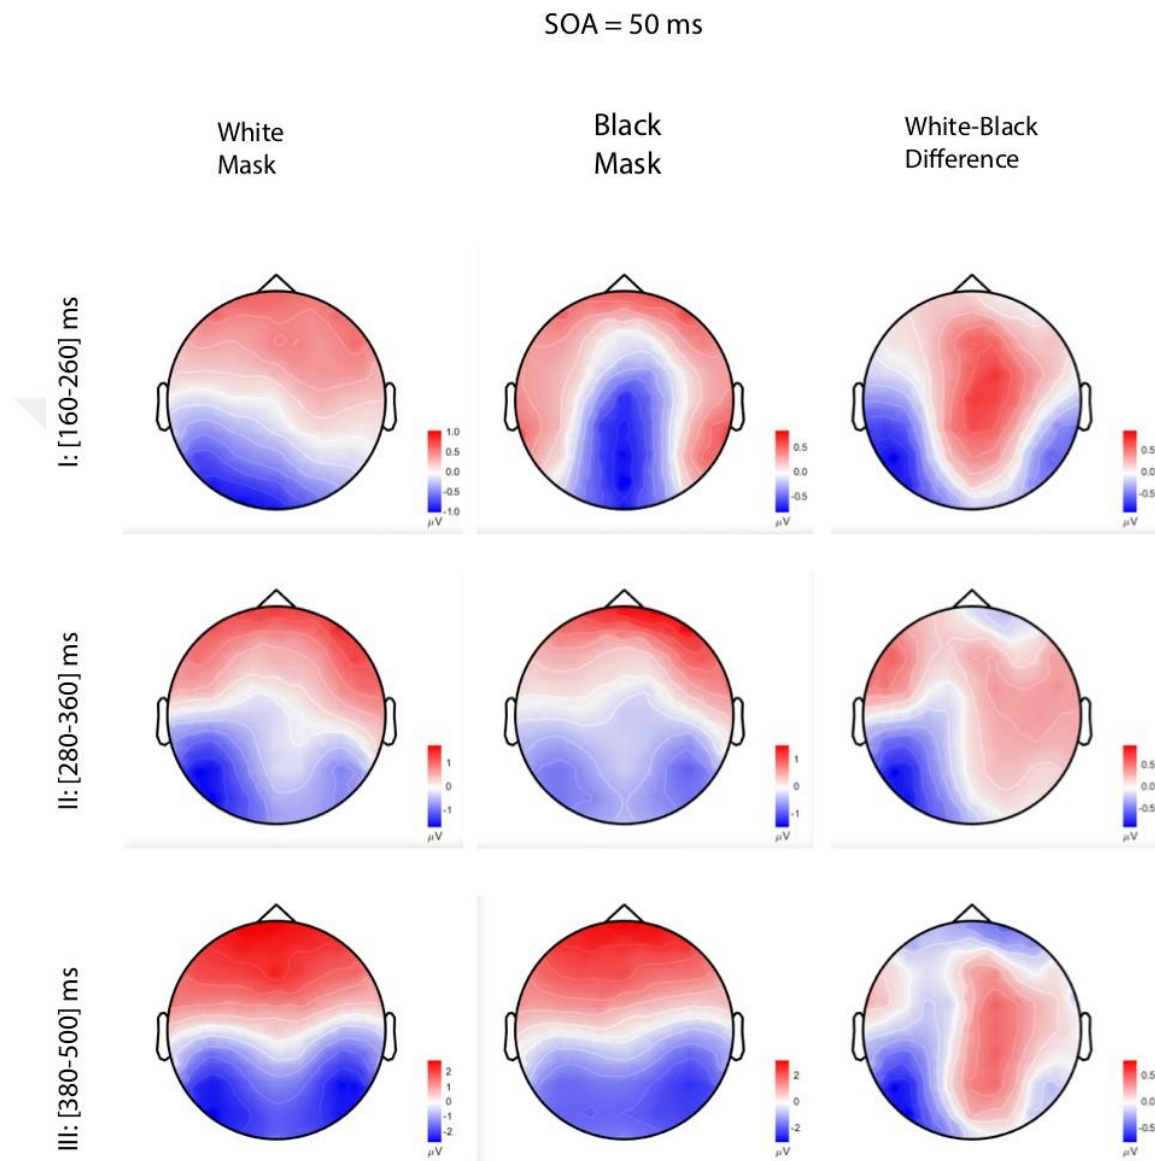 SOA = 50 ms
White
Mask
Black
Mask
White-Black
Difference
I: [160-260] ms
1.0
0.5
0.0
-0.5
-1.0
μV
0.5
0.0
-0.5
μV
0.5
0.0
-0.5
μV
II: [280-360] ms
1
0
-1
μV
1
0
-1
μV
0.5
0.0
-0.5
μV
III: [380-500] ms
2
1
0
-1
-2
μV
2
0
-2
μV
0.5
0.0
-0.5
μV